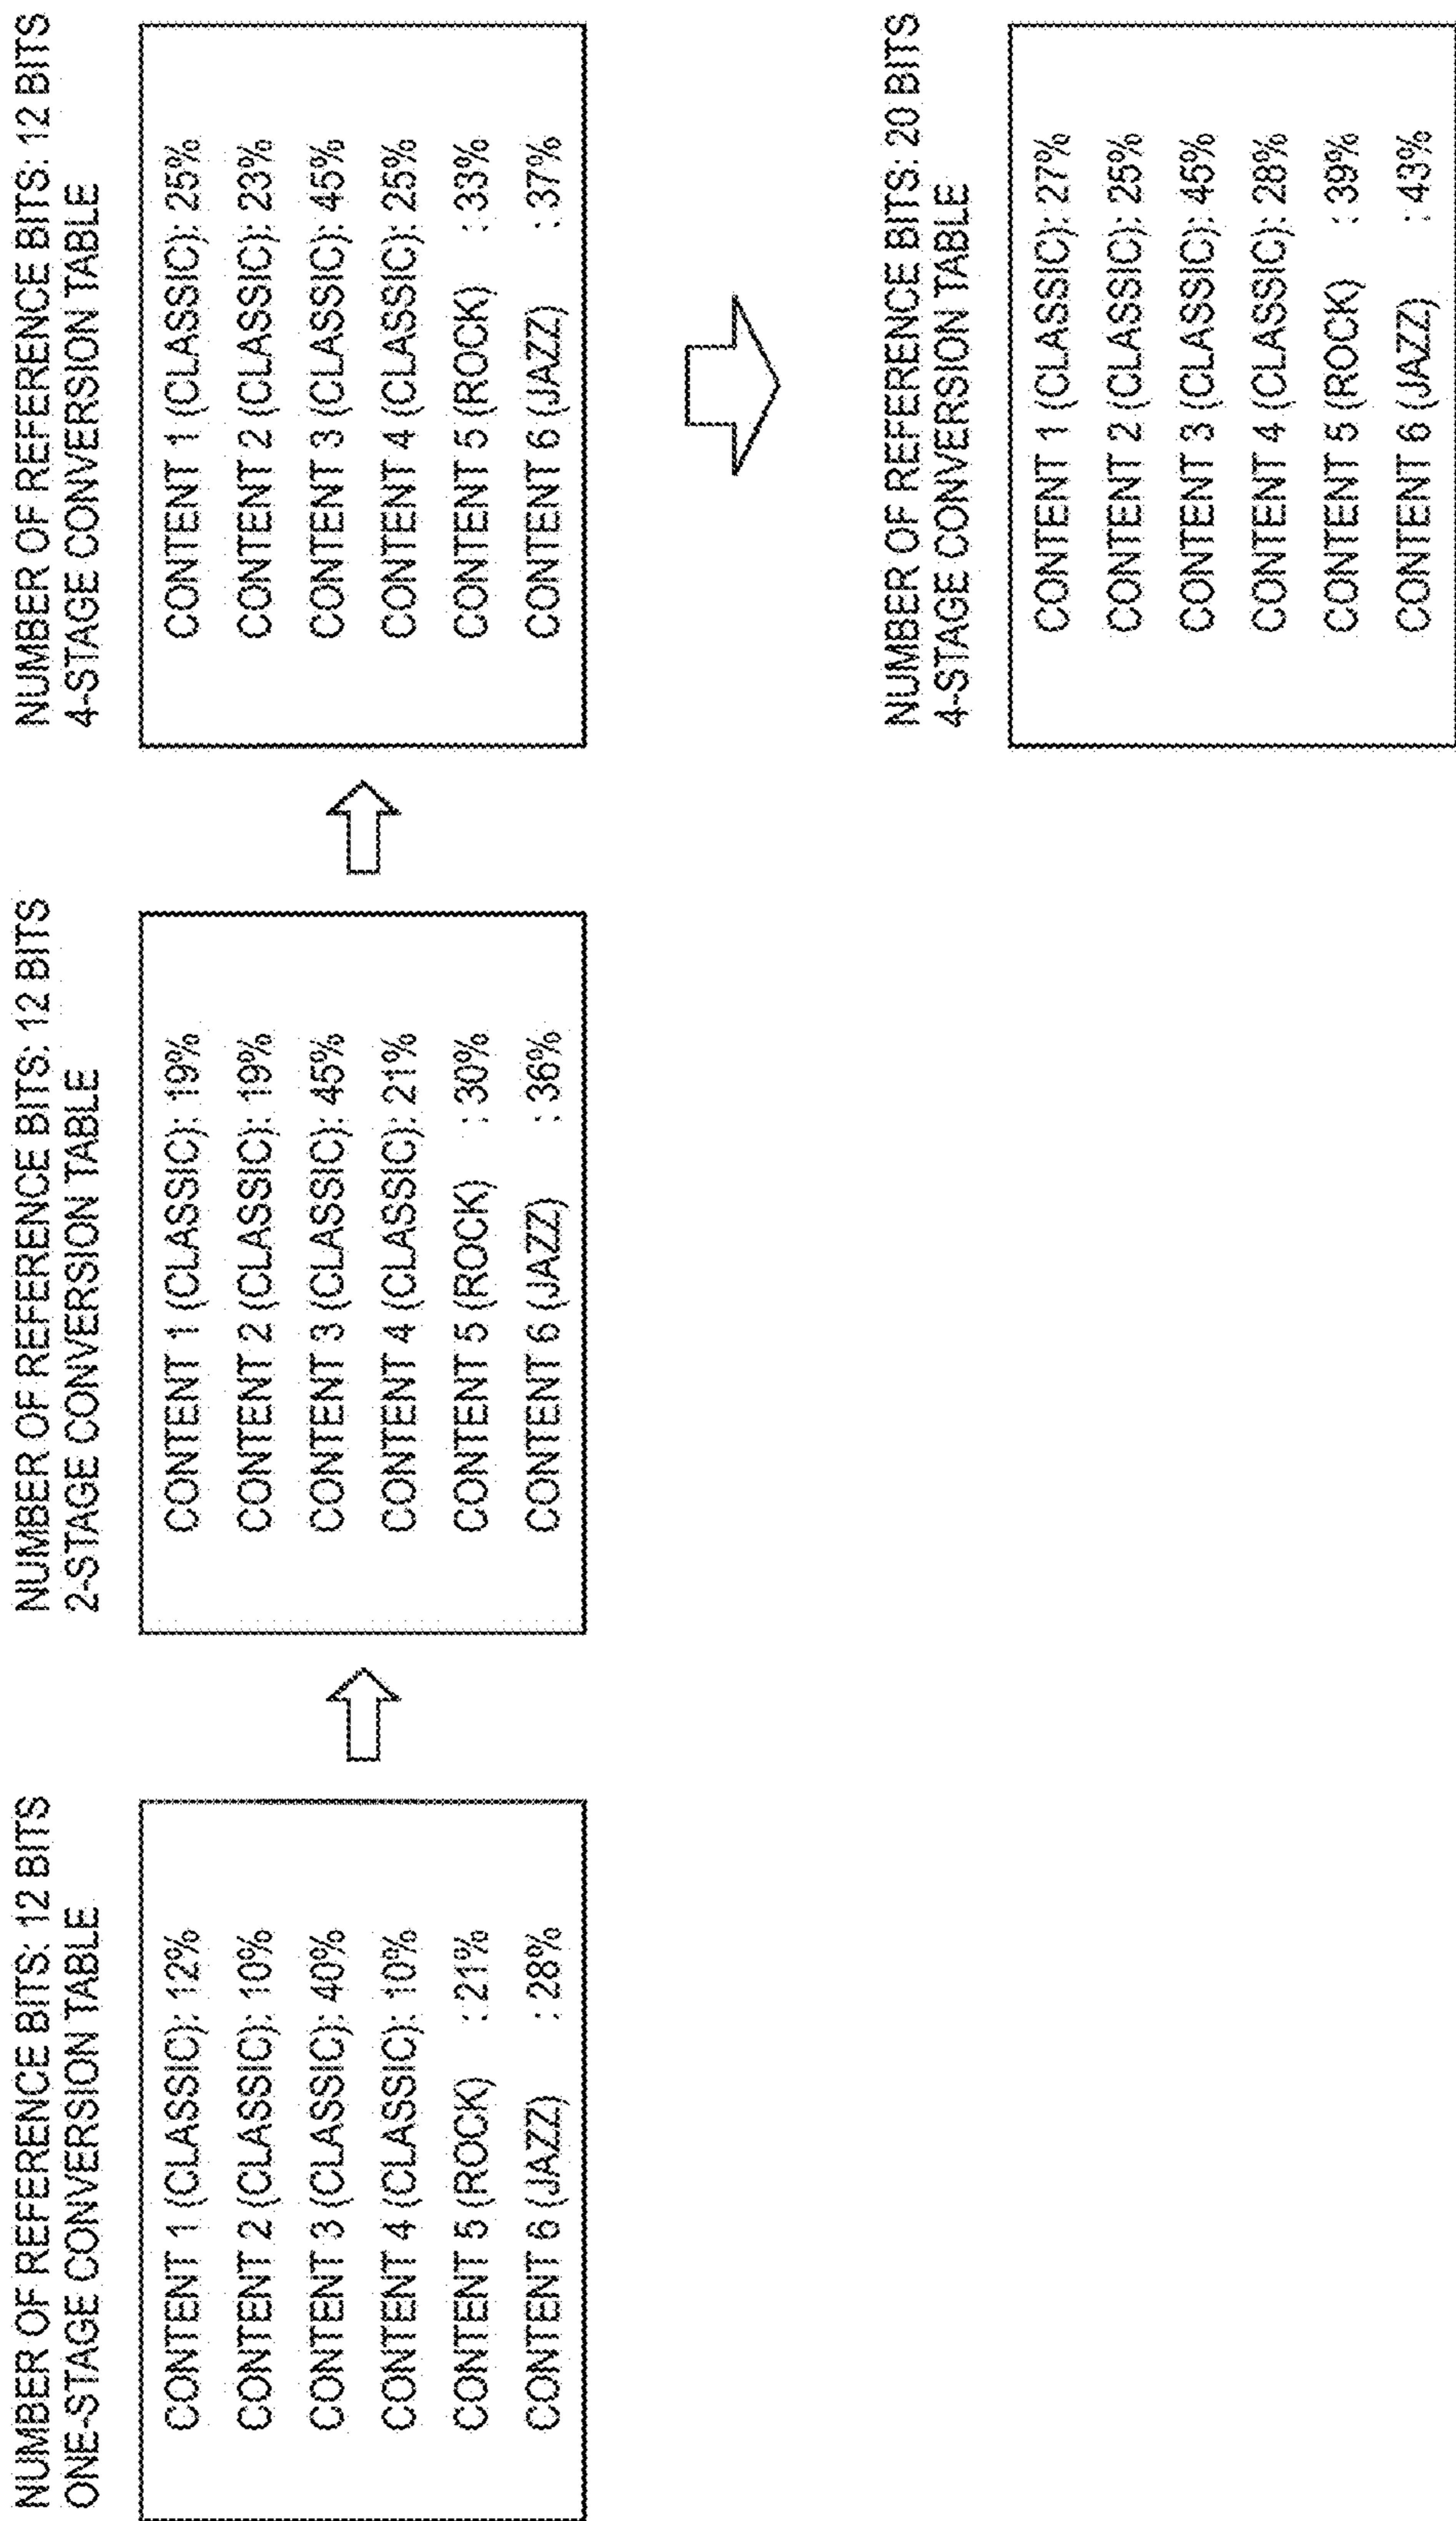 NUMBER OF REFERENCE BITS: 12 BITS
ONE-STAGE CONVERSION TABLE
CONTENT 1 (CLASSIC): 12%
CONTENT 2 (CLASSIC): 10%
CONTENT 3 (CLASSIC): 40%
CONTENT 4 (CLASSIC): 10%
CONTENT 5 (ROCK) : 21%
CONTENT 6 (JAZZ) : 28%
NUMBER OF REFERENCE BITS: 12 BITS
2-STAGE CONVERSION TABLE
CONTENT 1 (CLASSIC): 19%
CONTENT 2 (CLASSIC): 19%
CONTENT 3 (CLASSIC): 45%
CONTENT 4 (CLASSIC): 21%
CONTENT 5 (ROCK) : 30%
CONTENT 6 (JAZZ) : 36%
NUMBER OF REFERENCE BITS: 12 BITS
4-STAGE CONVERSION TABLE
CONTENT 1 (CLASSIC): 25%
CONTENT 2 (CLASSIC): 23%
CONTENT 3 (CLASSIC): 45%
CONTENT 4 (CLASSIC): 25%
CONTENT 5 (ROCK) : 33%
CONTENT 6 (JAZZ) : 37%
NUMBER OF REFERENCE BITS: 20 BITS
4-STAGE CONVERSION TABLE
CONTENT 1 (CLASSIC): 27%
CONTENT 2 (CLASSIC): 25%
CONTENT 3 (CLASSIC): 45%
CONTENT 4 (CLASSIC): 28%
CONTENT 5 (ROCK) : 39%
CONTENT 6 (JAZZ) : 43%